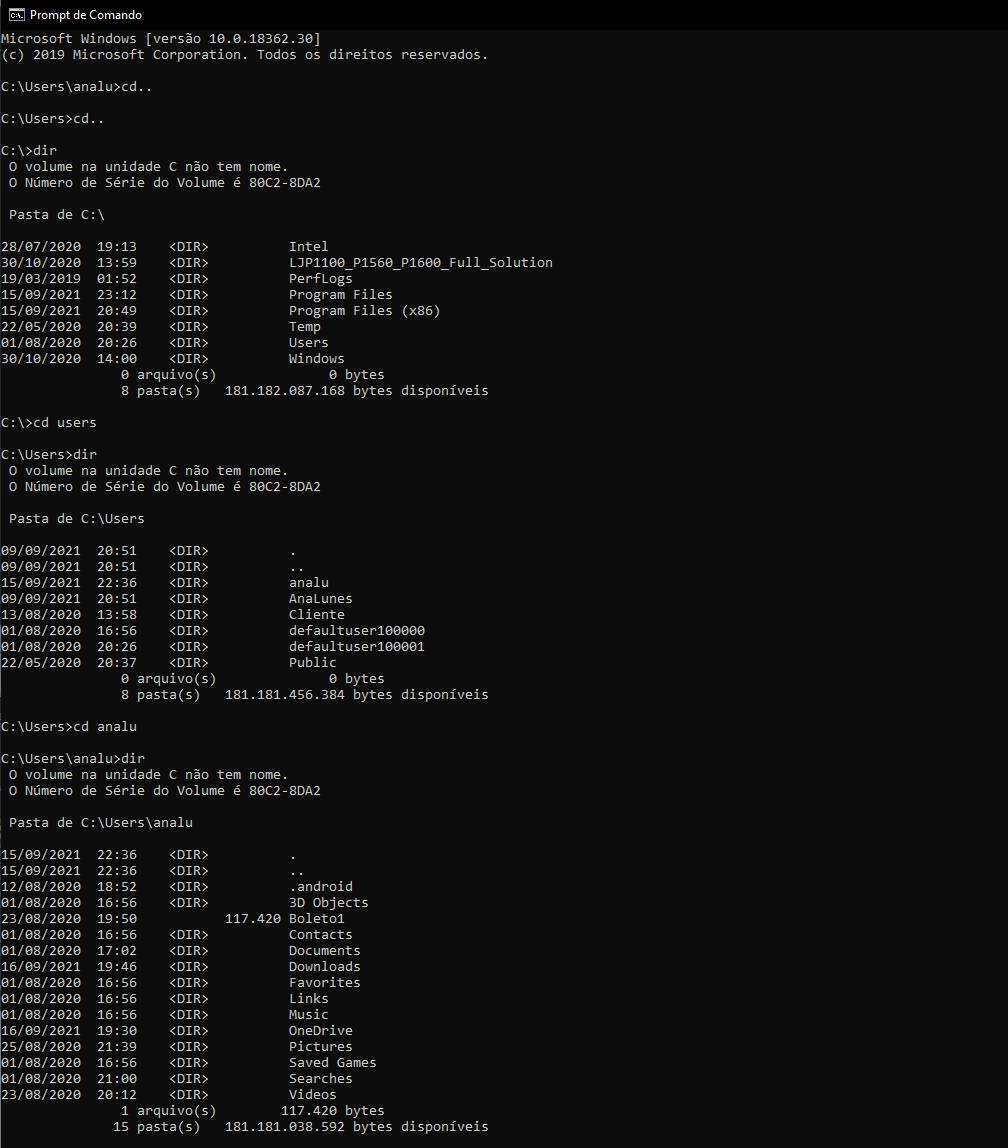 Prompt de Comando
Microsoft Windows [versão 10.0.18362.30]
(c) 2019 Microsoft Corporation. Todos os direitos reservados.
C:\Users\analu>cd..
C:\Users>cd..
C:\>dir
 O volume na unidade C não tem nome.
 O Número de Série do Volume é 80C2-8DA2
 Pasta de C:\
28/07/2020  19:13    <DIR>          Intel
30/10/2020  13:59    <DIR>          LJP1100_P1560_P1600_Full_Solution
19/03/2019  01:52    <DIR>          PerfLogs
15/09/2021  23:12    <DIR>          Program Files
15/09/2021  20:49    <DIR>          Program Files (x86)
22/05/2020  20:39    <DIR>          Temp
01/08/2020  20:26    <DIR>          Users
30/10/2020  14:00    <DIR>          Windows
               0 arquivo(s)              0 bytes
               8 pasta(s)   181.182.087.168 bytes disponíveis
C:\>cd users
C:\Users>dir
 O volume na unidade C não tem nome.
 O Número de Série do Volume é 80C2-8DA2
 Pasta de C:\Users
09/09/2021  20:51    <DIR>          .
09/09/2021  20:51    <DIR>          ..
15/09/2021  22:36    <DIR>          analu
09/09/2021  20:51    <DIR>          AnaLunes
13/08/2020  13:58    <DIR>          Cliente
01/08/2020  16:56    <DIR>          defaultuser100000
01/08/2020  20:26    <DIR>          defaultuser100001
22/05/2020  20:37    <DIR>          Public
               0 arquivo(s)              0 bytes
               8 pasta(s)   181.181.456.384 bytes disponíveis
C:\Users>cd analu
C:\Users\analu>dir
 O volume na unidade C não tem nome.
 O Número de Série do Volume é 80C2-8DA2
 Pasta de C:\Users\analu
15/09/2021  22:36    <DIR>          .
15/09/2021  22:36    <DIR>          ..
12/08/2020  18:52    <DIR>          .android
01/08/2020  16:56    <DIR>          3D Objects
23/08/2020  19:50           117.420 Boleto1
01/08/2020  16:56    <DIR>          Contacts
01/08/2020  17:02    <DIR>          Documents
16/09/2021  19:46    <DIR>          Downloads
01/08/2020  16:56    <DIR>          Favorites
01/08/2020  16:56    <DIR>          Links
01/08/2020  16:56    <DIR>          Music
16/09/2021  19:30    <DIR>          OneDrive
25/08/2020  21:39    <DIR>          Pictures
01/08/2020  16:56    <DIR>          Saved Games
01/08/2020  21:00    <DIR>          Searches
23/08/2020  20:12    <DIR>          Videos
               1 arquivo(s)        117.420 bytes
              15 pasta(s)   181.181.038.592 bytes disponíveis